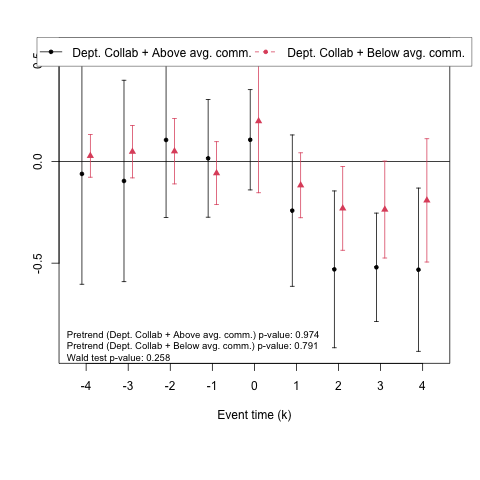 Dept. Collab + Above avg. comm. Dept. Collab + Below avg. comm.
0.0
-0.5
Pretrend (Dept. Collab + Above avg. comm.) p-value: 0.974
Pretrend (Dept. Collab + Below avg. comm.) p-value: 0.791
Wald test p-value: 0.258
-4 -3 -2 -1 0 1 2 3 4
Event time (k)